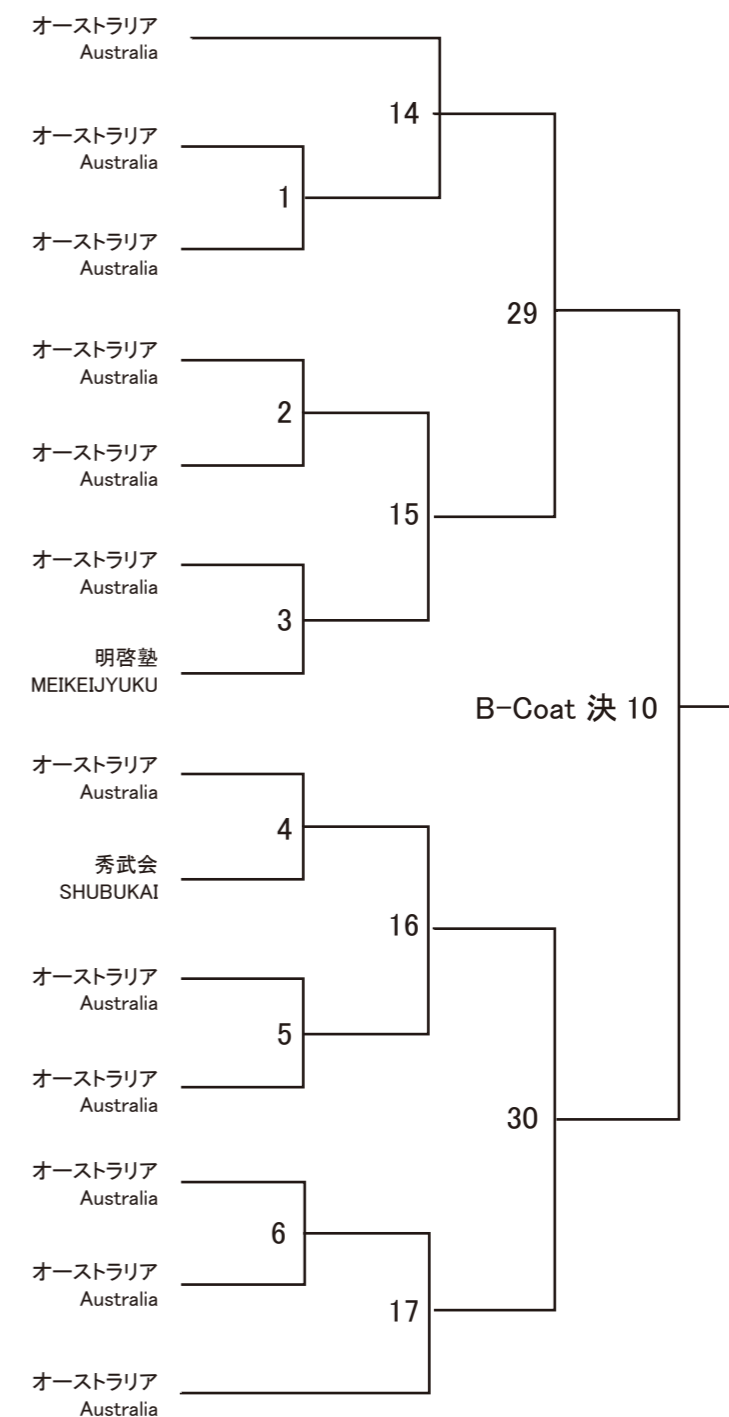 オーストラリア
Australia
14
オーストラリア
Australia
1
オーストラリア
Australia
29
オーストラリア
Australia
2
オーストラリア
Australia
15
オーストラリア
Australia
3
明啓塾
MEIKEIJYUKU
B-Coat 決 10
オーストラリア
Australia
4
秀武会
SHUBUKAI
16
オーストラリア
Australia
5
オーストラリア
Australia
30
オーストラリア
Australia
6
オーストラリア
Australia
17
オーストラリア
Australia